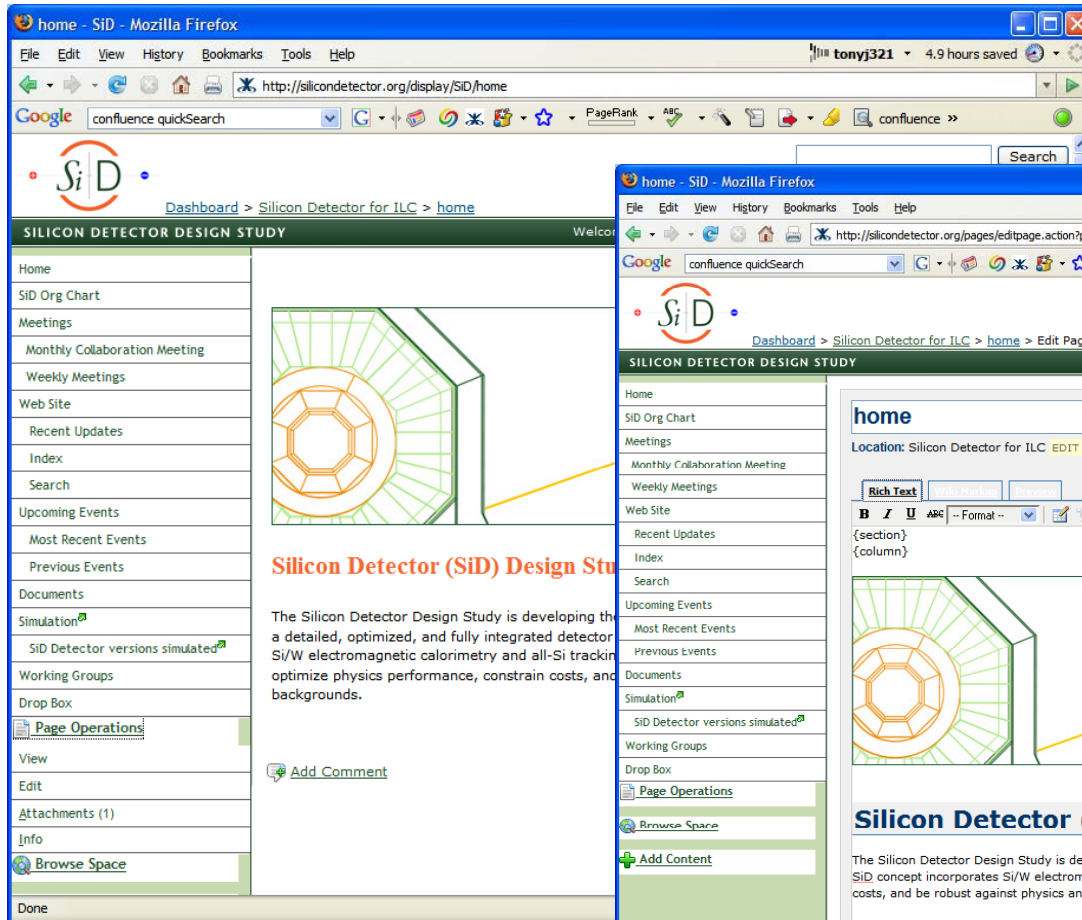 home - SiD - Mozilla Firefox
File Edit View History Bookmarks Tools Help
tonyj321 4.9 hours saved
http://silicondetector.org/display/SiD/home
Google confluence quickSearch G PageRank ABC confluence »
Search
SiD
Dashboard > Silicon Detector for ILC > home
SILICON DETECTOR DESIGN STUDY
Welcor
Home
SiD Org Chart
Meetings
Monthly Collaboration Meeting
Weekly Meetings
Web Site
Recent Updates
Index
Search
Upcoming Events
Most Recent Events
Previous Events
Documents
Simulation
SiD Detector versions simulated
Working Groups
Drop Box
Page Operations
View
Edit
Attachments (1)
Info
Browse Space
Silicon Detector (SiD) Design Stu
The Silicon Detector Design Study is developing the
a detailed, optimized, and fully integrated detector
Si/W electromagnetic calorimetry and all-Si trackin
optimize physics performance, constrain costs, and
backgrounds.
Add Comment
Done
home - SiD - Mozilla Firefox
File Edit View History Bookmarks Tools Help
http://silicondetector.org/pages/editpage.action?p
Google confluence quickSearch G
SiD
Dashboard > Silicon Detector for ILC > home > Edit Pag
SILICON DETECTOR DESIGN STUDY
Home
SiD Org Chart
Meetings
Monthly Collaboration Meeting
Weekly Meetings
Web Site
Recent Updates
Index
Search
Upcoming Events
Most Recent Events
Previous Events
Documents
Simulation
SiD Detector versions simulated
Working Groups
Drop Box
Page Operations
Browse Space
Add Content
home
Location: Silicon Detector for ILC EDIT
Rich Text Wiki Markup Preview
B I U ABC -- Format --
{section}
{column}
Silicon Detector (
The Silicon Detector Design Study is de
SiD concept incorporates Si/W electrom
costs, and be robust against physics an